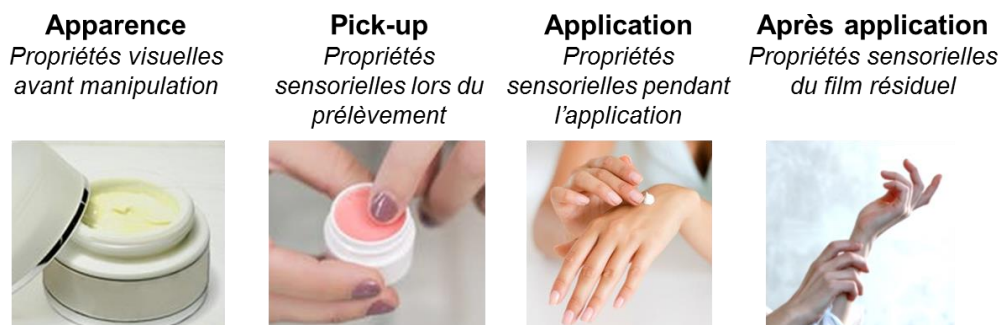 Apparence
Propriétés visuelles
avant manipulation
Pick-up
Propriétés
sensorielles lors du
prélèvement
Application
Propriétés
sensorielles pendant
l'application
Après application
Propriétés sensorielles
du film résiduel